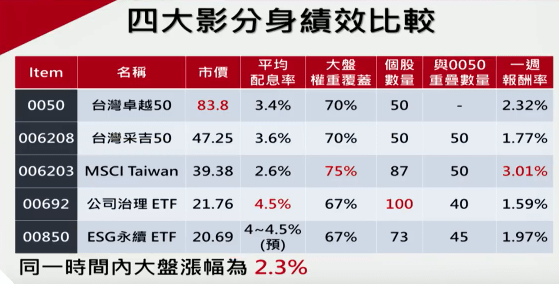 四大影分身績效比較
Item 名稱 市價 平均配息率 大盤權重覆蓋 個股數量 與0050重疊數量 一週報酬率
0050 台灣卓越50 83.8 3.4% 70% 50 - 2.32%
006208 台灣采吉50 47.25 3.6% 70% 50 50 1.77%
006203 MSCI Taiwan 39.38 2.6% 75% 87 50 3.01%
00692 公司治理 ETF 21.76 4.5% 67% 100 40 1.59%
00850 ESG永續 ETF 20.69 4~4.5%(預) 67% 73 45 1.97%
同一時間內大盤漲幅為 2.3%